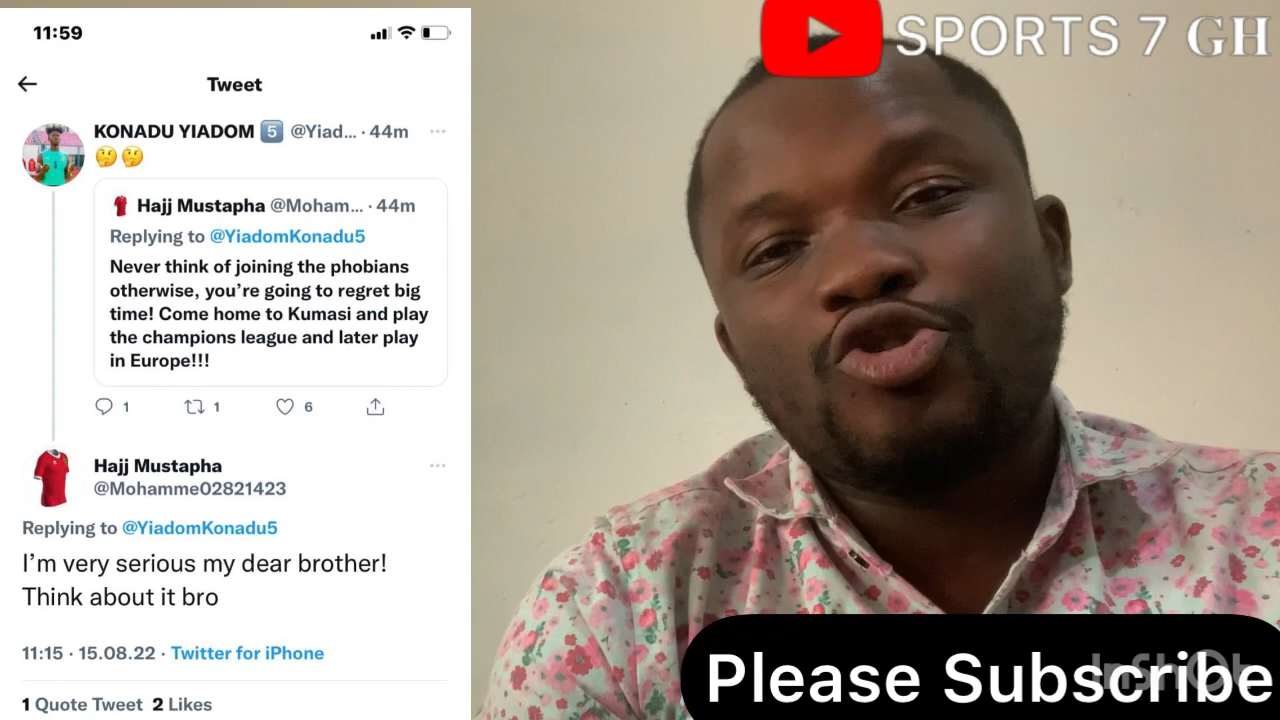 11:59
Tweet
KONADU YIADOM 5 @Yiad... · 44m
🤔🤔
Hajj Mustapha @Moham... · 44m
Replying to @YiadomKonadu5
Never think of joining the phobians
otherwise, you’re going to regret big
time! Come home to Kumasi and play
the champions league and later play
in Europe!!!
1 1 6
Hajj Mustapha
@Mohamme02821423
Replying to @YiadomKonadu5
I’m very serious my dear brother!
Think about it bro
11:15 · 15.08.22 · Twitter for iPhone
1 Quote Tweet 2 Likes
SPORTS 7 GH
Please Subscribe
InShOt